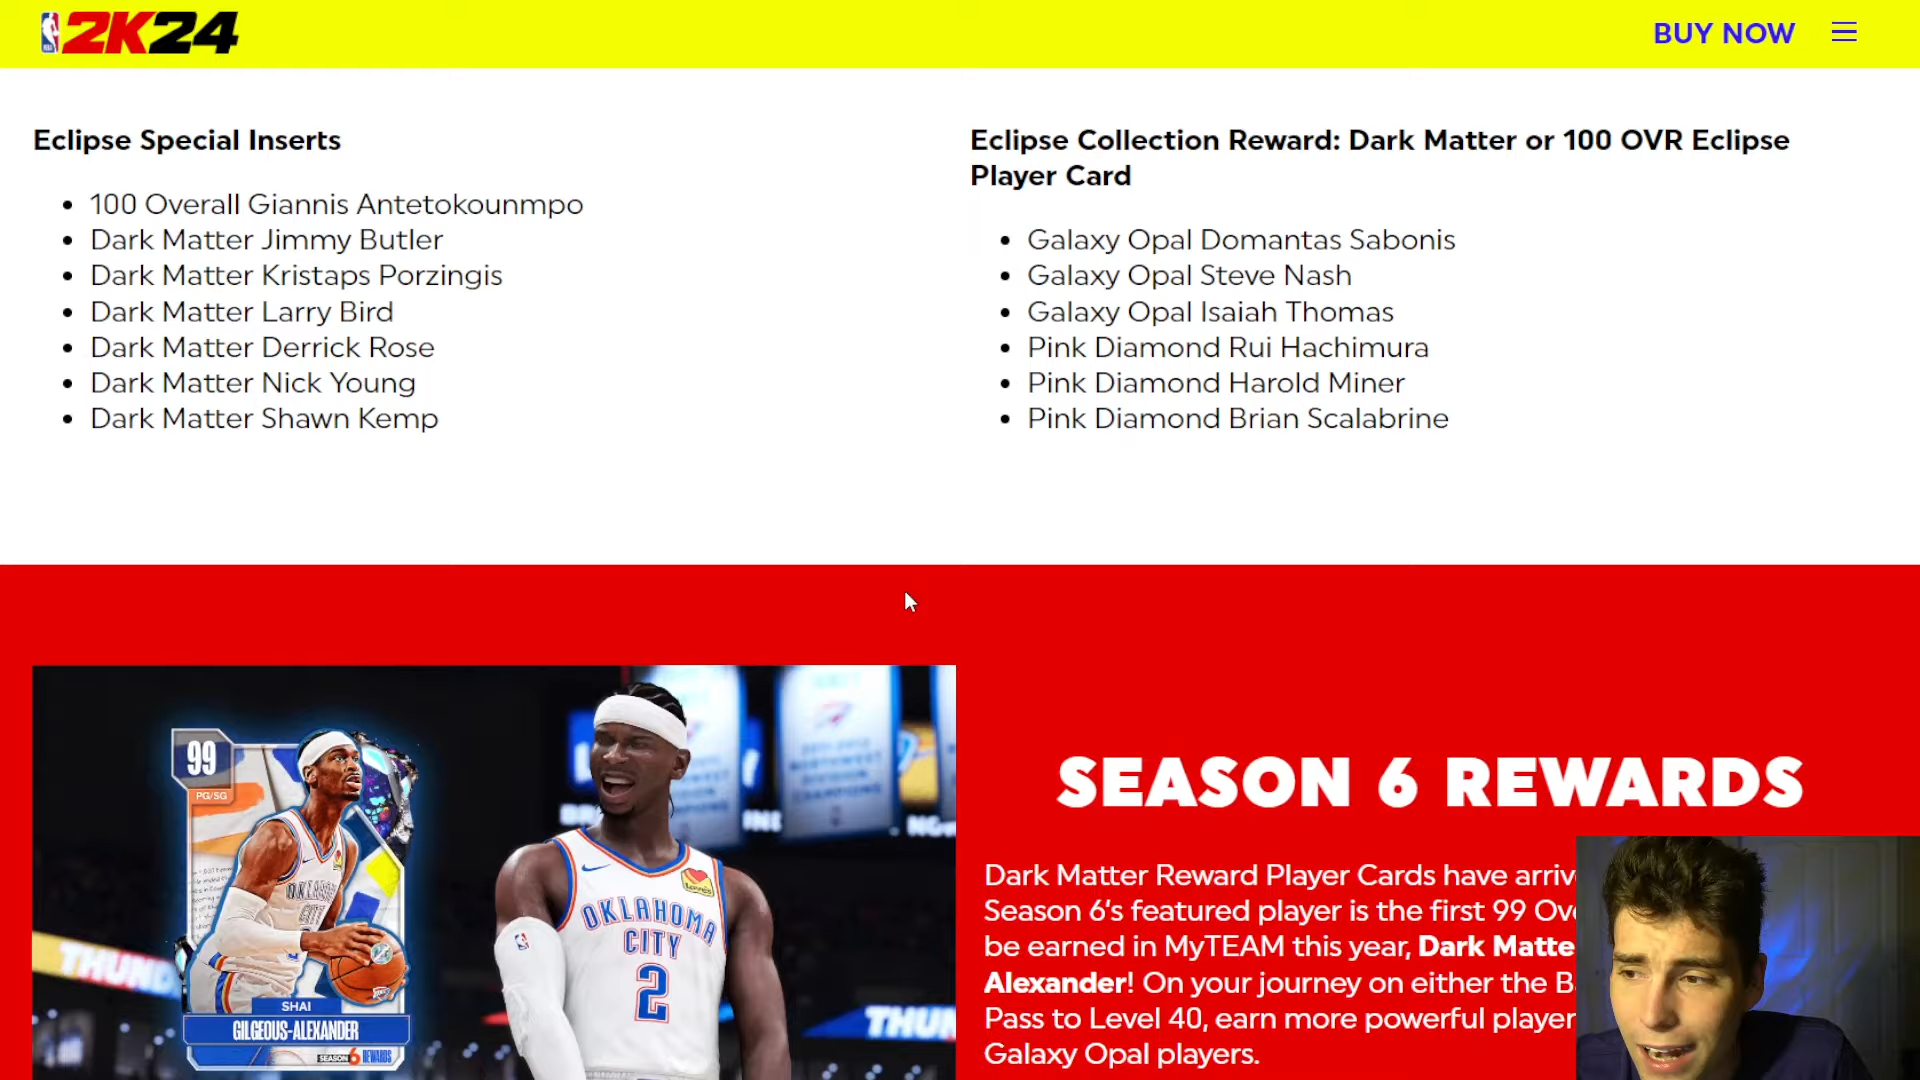 2K24
BUY NOW
Eclipse Special Inserts
• 100 Overall Giannis Antetokounmpo
• Dark Matter Jimmy Butler
• Dark Matter Kristaps Porzingis
• Dark Matter Larry Bird
• Dark Matter Derrick Rose
• Dark Matter Nick Young
• Dark Matter Shawn Kemp
Eclipse Collection Reward: Dark Matter or 100 OVR Eclipse
Player Card
• Galaxy Opal Domantas Sabonis
• Galaxy Opal Steve Nash
• Galaxy Opal Isaiah Thomas
• Pink Diamond Rui Hachimura
• Pink Diamond Harold Miner
• Pink Diamond Brian Scalabrine
99
PG/SG
SHAI
GILGEOUS-ALEXANDER
SEASON 6 REWARDS
OKLAHOMA
CITY
2
THUND
THUN
SEASON 6 REWARDS
Dark Matter Reward Player Cards have arriv
Season 6's featured player is the first 99 Ov
be earned in MyTEAM this year, Dark Matte
Alexander! On your journey on either the B
Pass to Level 40, earn more powerful player
Galaxy Opal players.